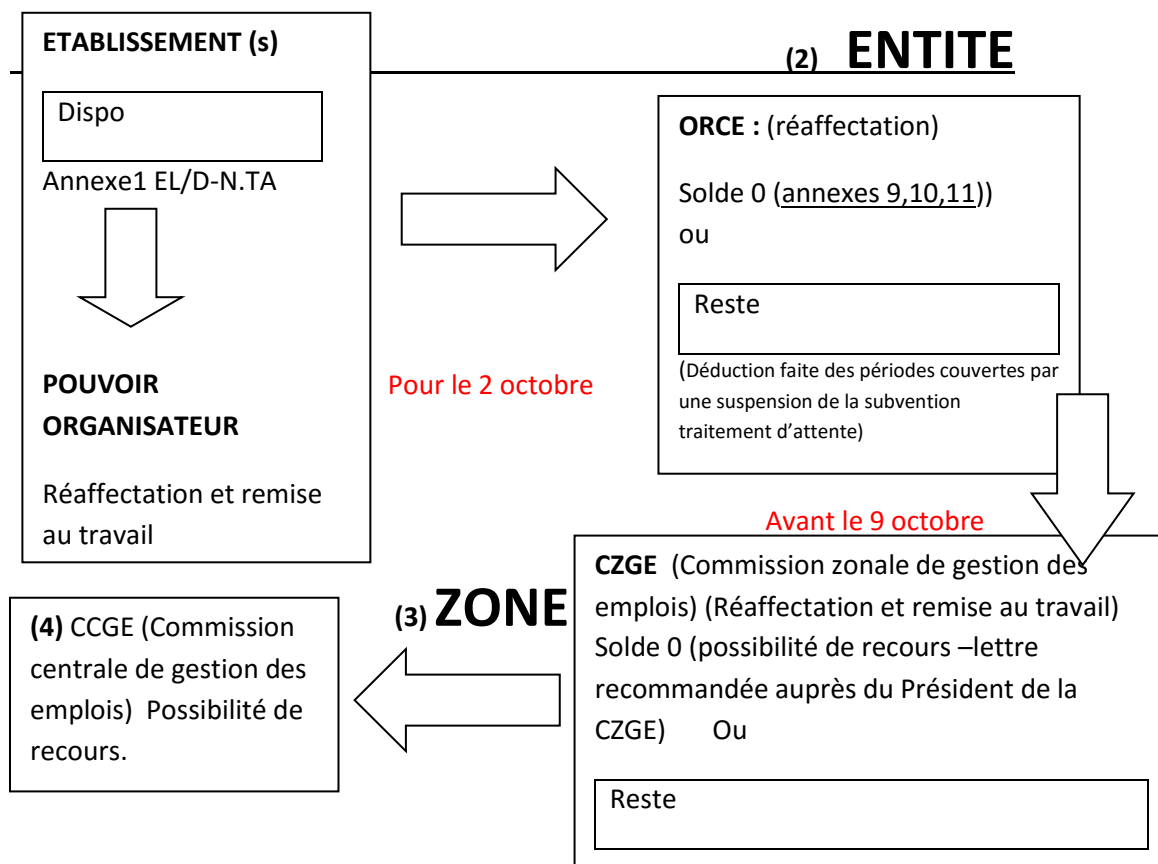 ETABLISSEMENT (s)
Dispo
Annexe1 EL/D-N.TA
POUVOIR
ORGANISATEUR
Réaffectation et remise
au travail
Pour le 2 octobre
(2) ENTITE
ORCE : (réaffectation)
Solde 0 (annexes 9,10,11))
ou
Reste
(Déduction faite des périodes couvertes par
une suspension de la subvention
traitement d’attente)
Avant le 9 octobre
(3) ZONE
CZGE (Commission zonale de gestion des
emplois) (Réaffectation et remise au travail)
Solde 0 (possibilité de recours –lettre
recommandée auprès du Président de la
CZGE) Ou
Reste
(4) CCGE (Commission
centrale de gestion des
emplois) Possibilité de
recours.